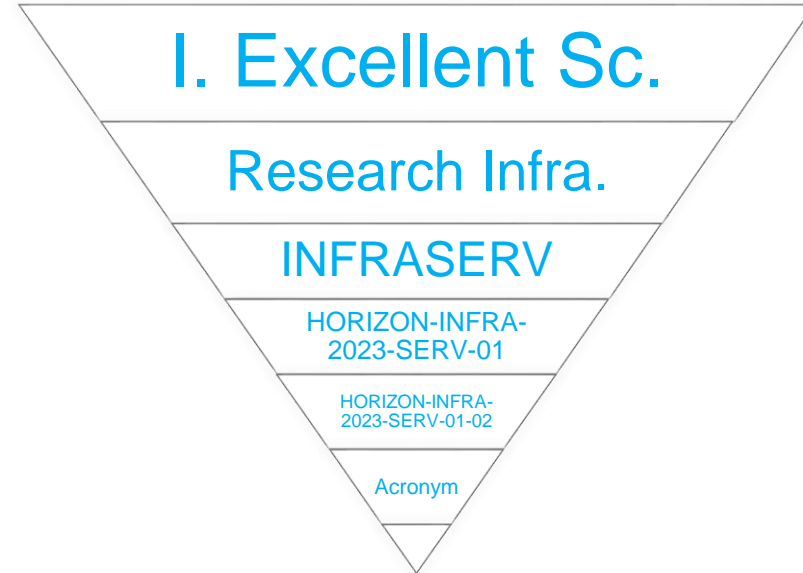 I. Excellent Sc.
Research Infra.
INFRASERV
HORIZON-INFRA-
2023-SERV-01
HORIZON-INFRA-
2023-SERV-01-02
Acronym